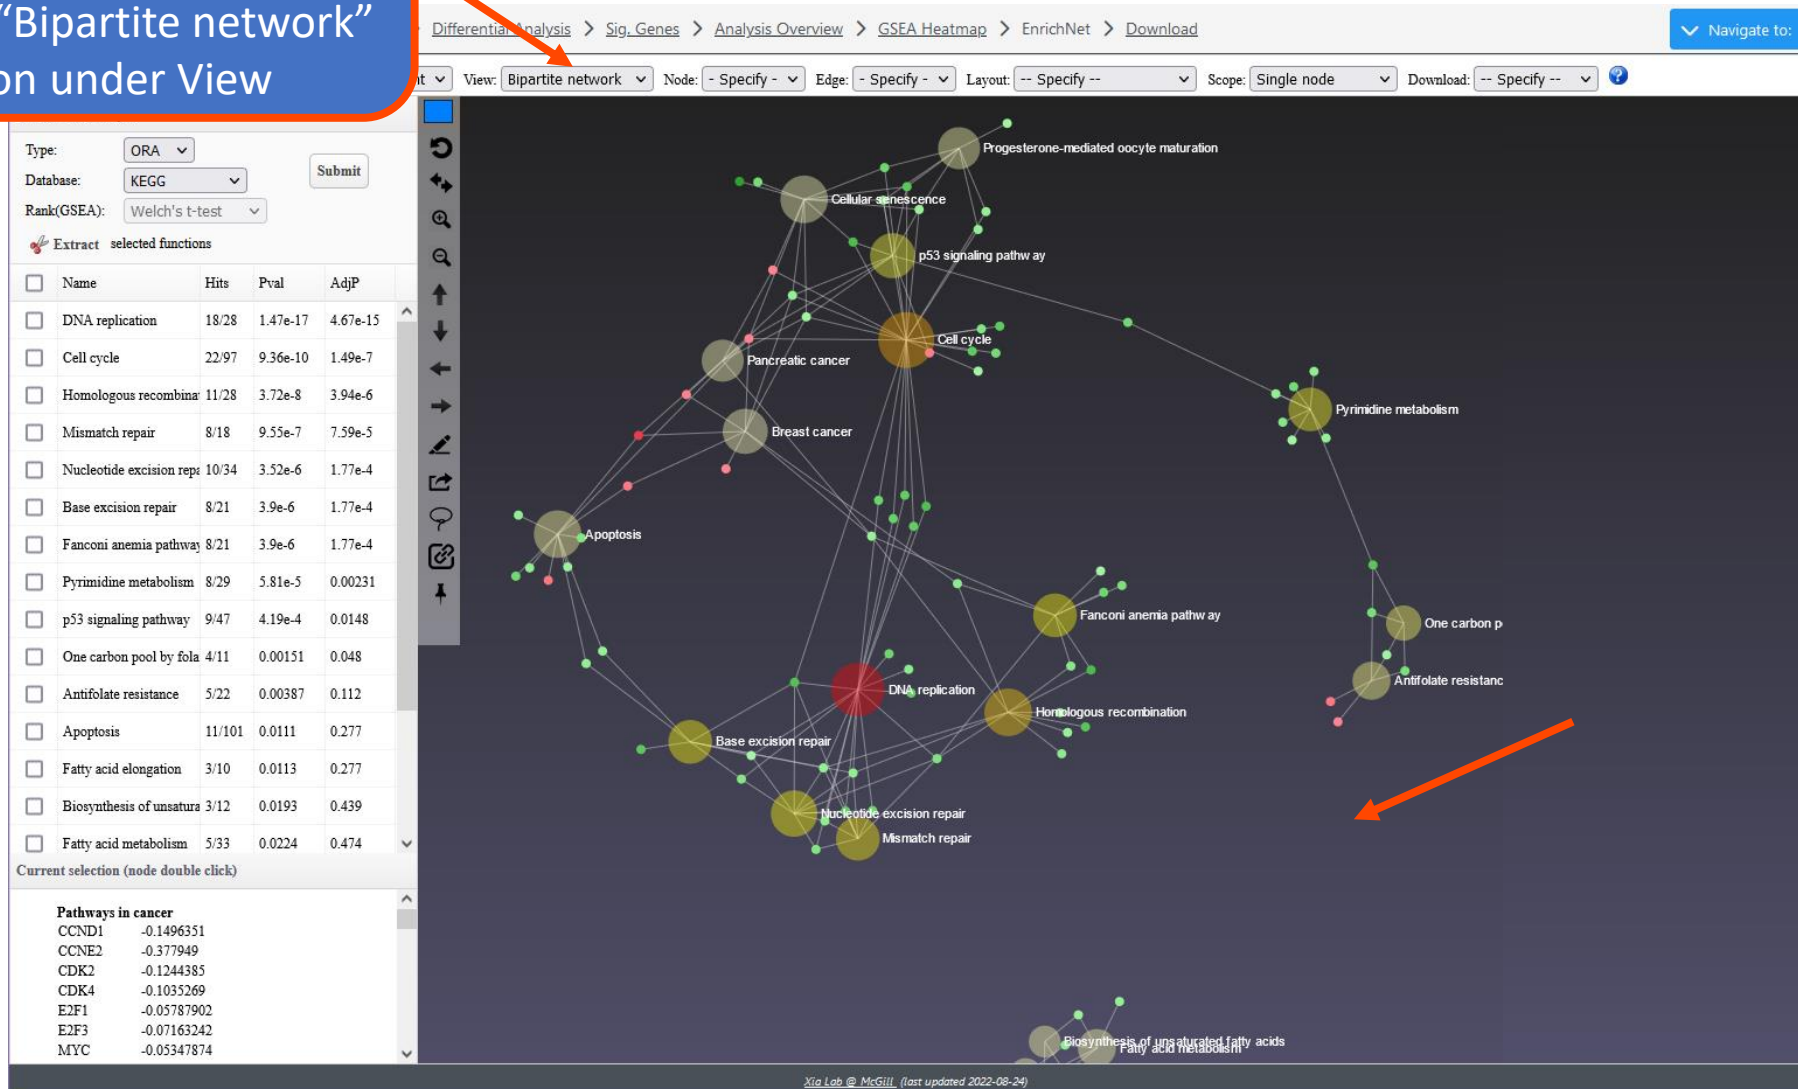 “Bipartite network”
on under View
Differential Analysis > Sig. Genes > Analysis Overview > GSEA Heatmap > EnrichNet > Download
Navigate to:
View: Bipartite network Node: - Specify - Edge: - Specify - Layout: -- Specify -- Scope: Single node Download: -- Specify -- ?
Type: ORA
Database: KEGG
Submit
Rank(GSEA): Welch's t-test
Extract selected functions
Name Hits Pval AdjP
DNA replication 18/28 1.47e-17 4.67e-15
Cell cycle 22/97 9.36e-10 1.49e-7
Homologous recombina 11/28 3.72e-8 3.94e-6
Mismatch repair 8/18 9.55e-7 7.59e-5
Nucleotide excision repa 10/34 3.52e-6 1.77e-4
Base excision repair 8/21 3.9e-6 1.77e-4
Fanconi anemia pathway 8/21 3.9e-6 1.77e-4
Pyrimidine metabolism 8/29 5.81e-5 0.00231
p53 signaling pathway 9/47 4.19e-4 0.0148
One carbon pool by fola 4/11 0.00151 0.048
Antifolate resistance 5/22 0.00387 0.112
Apoptosis 11/101 0.0111 0.277
Fatty acid elongation 3/10 0.0113 0.277
Biosynthesis of unsatura 3/12 0.0193 0.439
Fatty acid metabolism 5/33 0.0224 0.474
Current selection (node double click)
Pathways in cancer
CCND1 -0.1496351
CCNE2 -0.377949
CDK2 -0.1244385
CDK4 -0.1035269
E2F1 -0.05787902
E2F3 -0.07163242
MYC -0.05347874
Progesterone-mediated oocyte maturation
Cellular senescence
p53 signaling pathway
Cell cycle
Pancreatic cancer
Pyrimidine metabolism
Breast cancer
Apoptosis
Fanconi anemia pathway
One carbon p
Antifolate resistanc
DNA replication
Homologous recombination
Base excision repair
Nucleotide excision repair
Mismatch repair
Biosynthesis of unsaturated fatty acids
Fatty acid metabolism
Xia Lab @ McGill (last updated 2022-08-24)